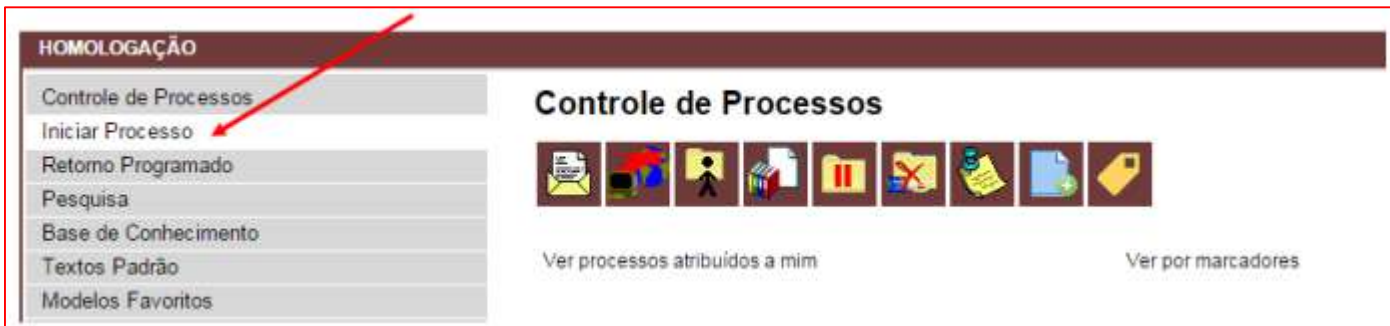 HOMOLOGAÇÃO
Controle de Processos
Iniciar Processo
Retorno Programado
Pesquisa
Base de Conhecimento
Textos Padrão
Modelos Favoritos
Controle de Processos
Ver processos atribuídos a mim
Ver por marcadores